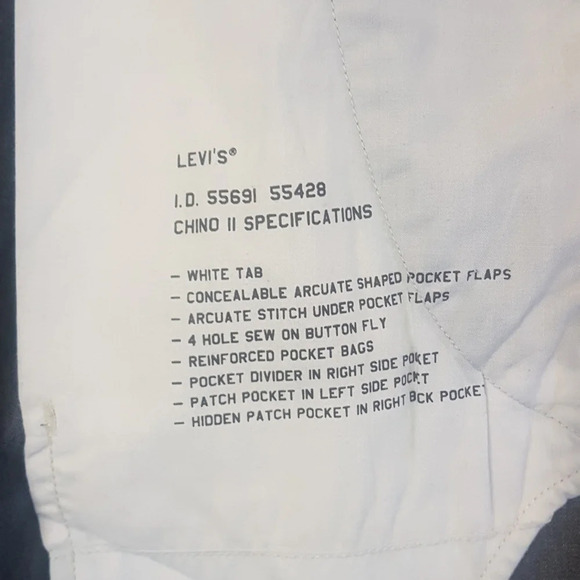 LEVI'S®
I.D. 55691 55428
CHINO II SPECIFICATIONS
– WHITE TAB
– CONCEALABLE ARCUATE SHAPED POCKET FLAPS
– ARCUATE STITCH UNDER POCKET FLAPS
– 4 HOLE SEW ON BUTTON FLY
– REINFORCED POCKET BAGS
– POCKET DIVIDER IN RIGHT SIDE POCKET
– PATCH POCKET IN LEFT SIDE POCKET
– HIDDEN PATCH POCKET IN RIGHT BCK POCKET